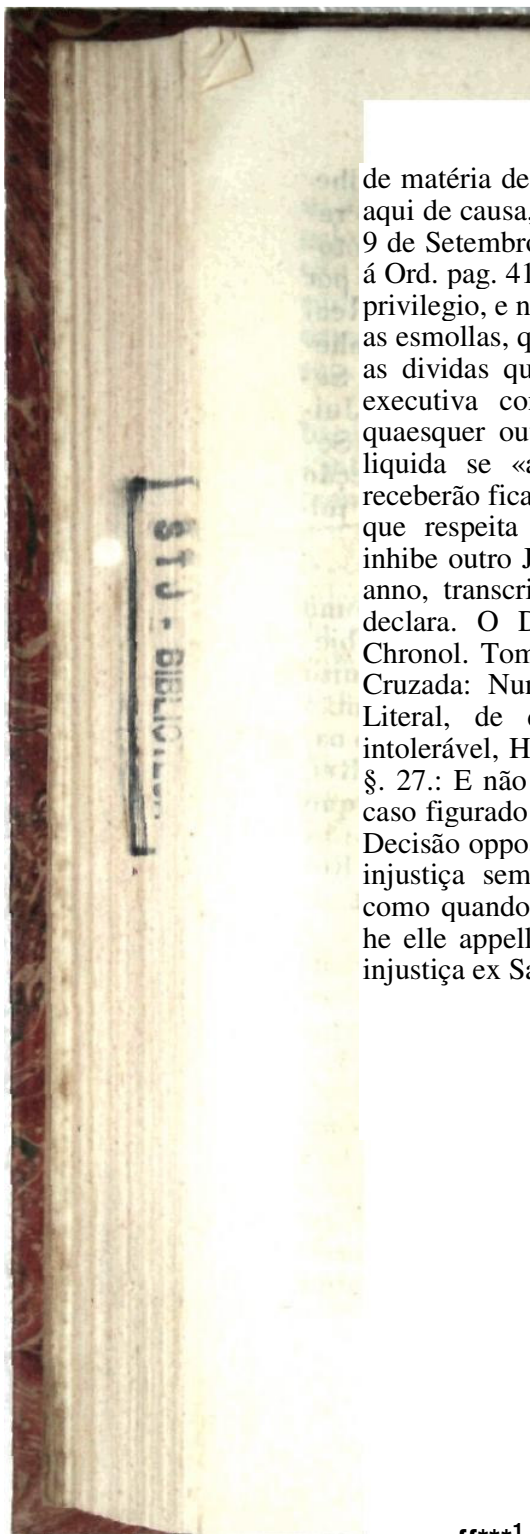 de matéria de
aqui de causa,
9 de Setembro
á Ord. pag. 41
privilegio, e n
as esmollas, q
as dividas qu
executiva co
quaesquer ou
liquida se «a
receberão fica
que respeita
inhibe outro J
anno, transcri
declara. O D
Chronol. Tom
Cruzada: Nu
Literal, de
intolerável, H
§. 27.: E não
caso figurado
Decisão oppo
injustiça sem
como quando
he elle appell
injustiça ex Sa
STJ - BIBLIOTE